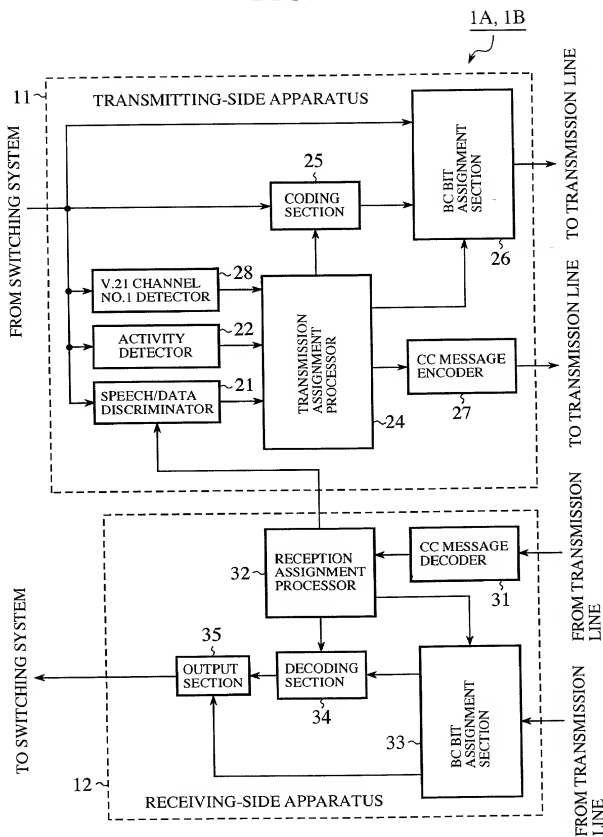 1A, 1B
11
TRANSMITTING-SIDE APPARATUS
FROM SWITCHING SYSTEM
25
CODING
SECTION
BC BIT
ASSIGNMENT
SECTION
26
TO TRANSMISSION LINE
28
V.21 CHANNEL
NO.1 DETECTOR
22
ACTIVITY
DETECTOR
21
SPEECH/DATA
DISCRIMINATOR
TRANSMISSION
ASSIGNMENT
PROCESSOR
24
CC MESSAGE
ENCODER
27
TO TRANSMISSION LINE
32
RECEPTION
ASSIGNMENT
PROCESSOR
CC MESSAGE
DECODER
31
FROM TRANSMISSION
LINE
TO SWITCHING SYSTEM
35
OUTPUT
SECTION
DECODING
SECTION
34
33
BC BIT
ASSIGNMENT
SECTION
FROM TRANSMISSION
LINE
12
RECEIVING-SIDE APPARATUS